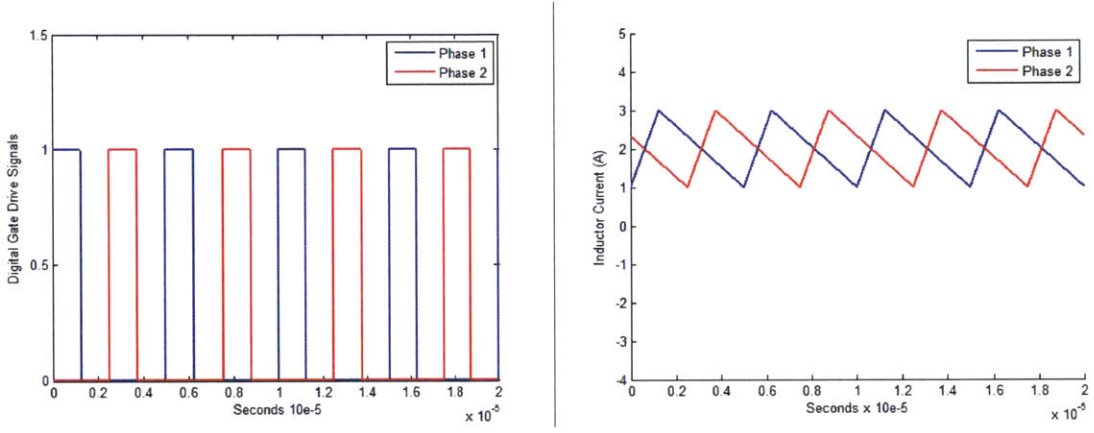 1.5
1
0.5
0
Digital Gate Drive Signals
Phase 1
Phase 2
0 0.2 0.4 0.6 0.8 1 1.2 1.4 1.6 1.8 2
Seconds 10e-5
x 10-5
5
4
3
2
1
0
-1
-2
-3
-4
Inductor Current (A)
Phase 1
Phase 2
0 0.2 0.4 0.6 0.8 1 1.2 1.4 1.6 1.8 2
Seconds x 10e-5
x 10-5